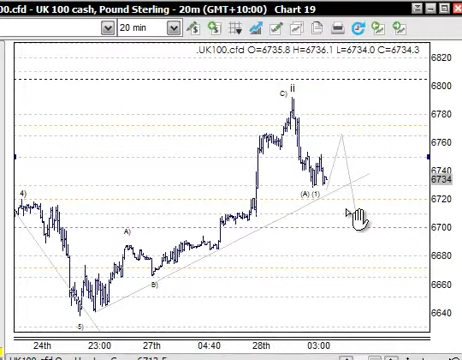 00.cfd - UK 100 cash, Pound Sterling - 20m (GMT+10:00)   Chart 19
20 min
.UK100.cfd O=6735.8 H=6736.1 L=6734.0 C=6734.3
6820
6800
6780
6760
6740
6734
6720
6700
6680
6660
6640
C)
ii
(A) (1)
4)
A)
B)
5)
24th 23:00 27th 04:40 28th 03:00